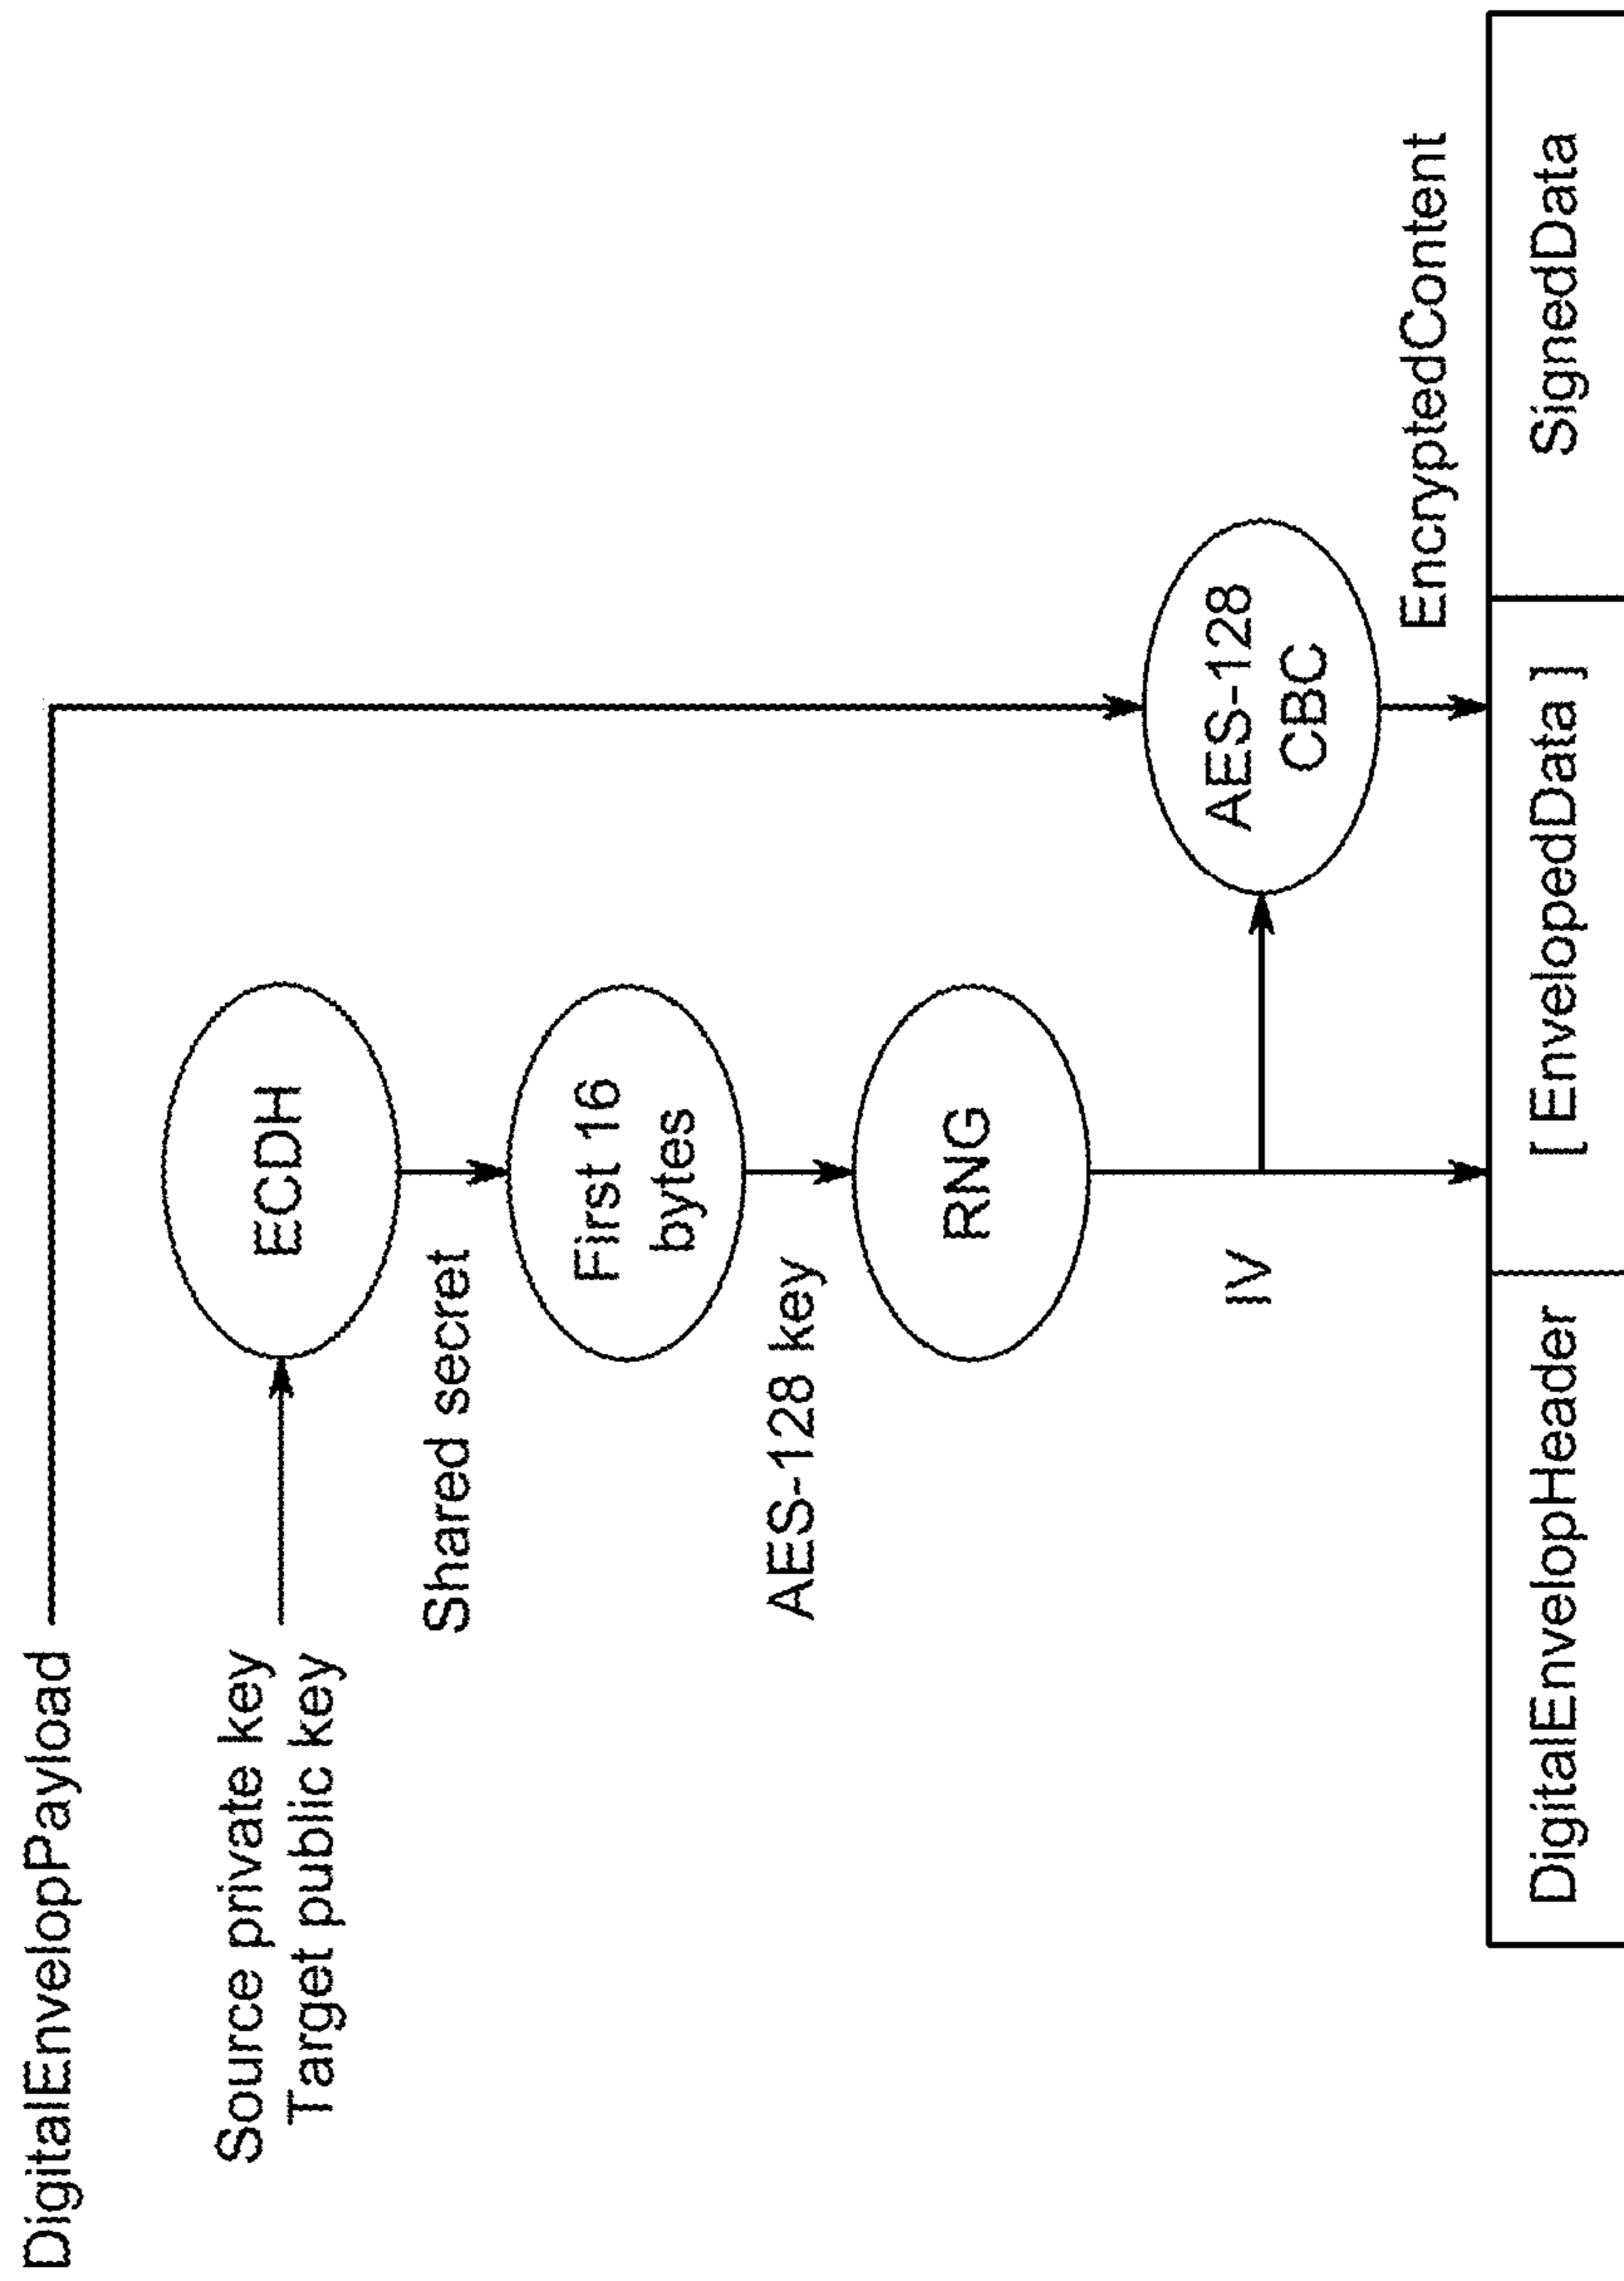 DigitalEnvelopPayload
Source private key
Target public key
ECDH
Shared secret
First 16
bytes
AES-128 key
RNG
IV
AES-128
CBC
EncryptedContent
DigitalEnvelopHeader
[ EnvelopedData ]
SignedData